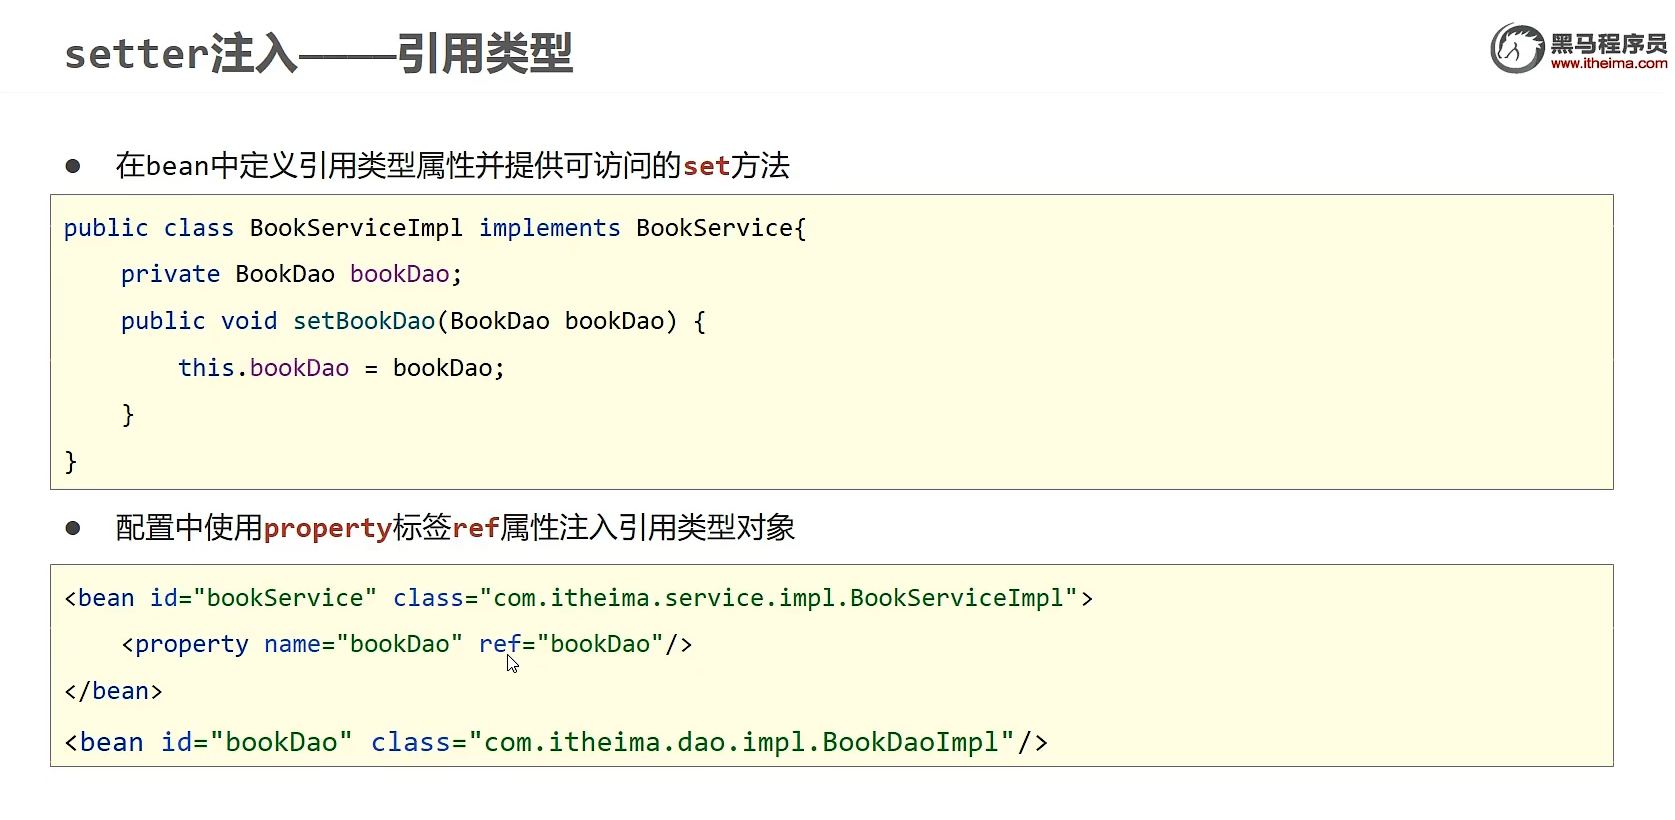 setter注入————引用类型
黑马程序员
www.itheima.com
● 在bean中定义引用类型属性并提供可访问的set方法
public class BookServiceImpl implements BookService{
    private BookDao bookDao;
    public void setBookDao(BookDao bookDao) {
        this.bookDao = bookDao;
    }
}
● 配置中使用property标签ref属性注入引用类型对象
<bean id="bookService" class="com.itheima.service.impl.BookServiceImpl">
    <property name="bookDao" ref="bookDao"/>
</bean>
<bean id="bookDao" class="com.itheima.dao.impl.BookDaoImpl"/>